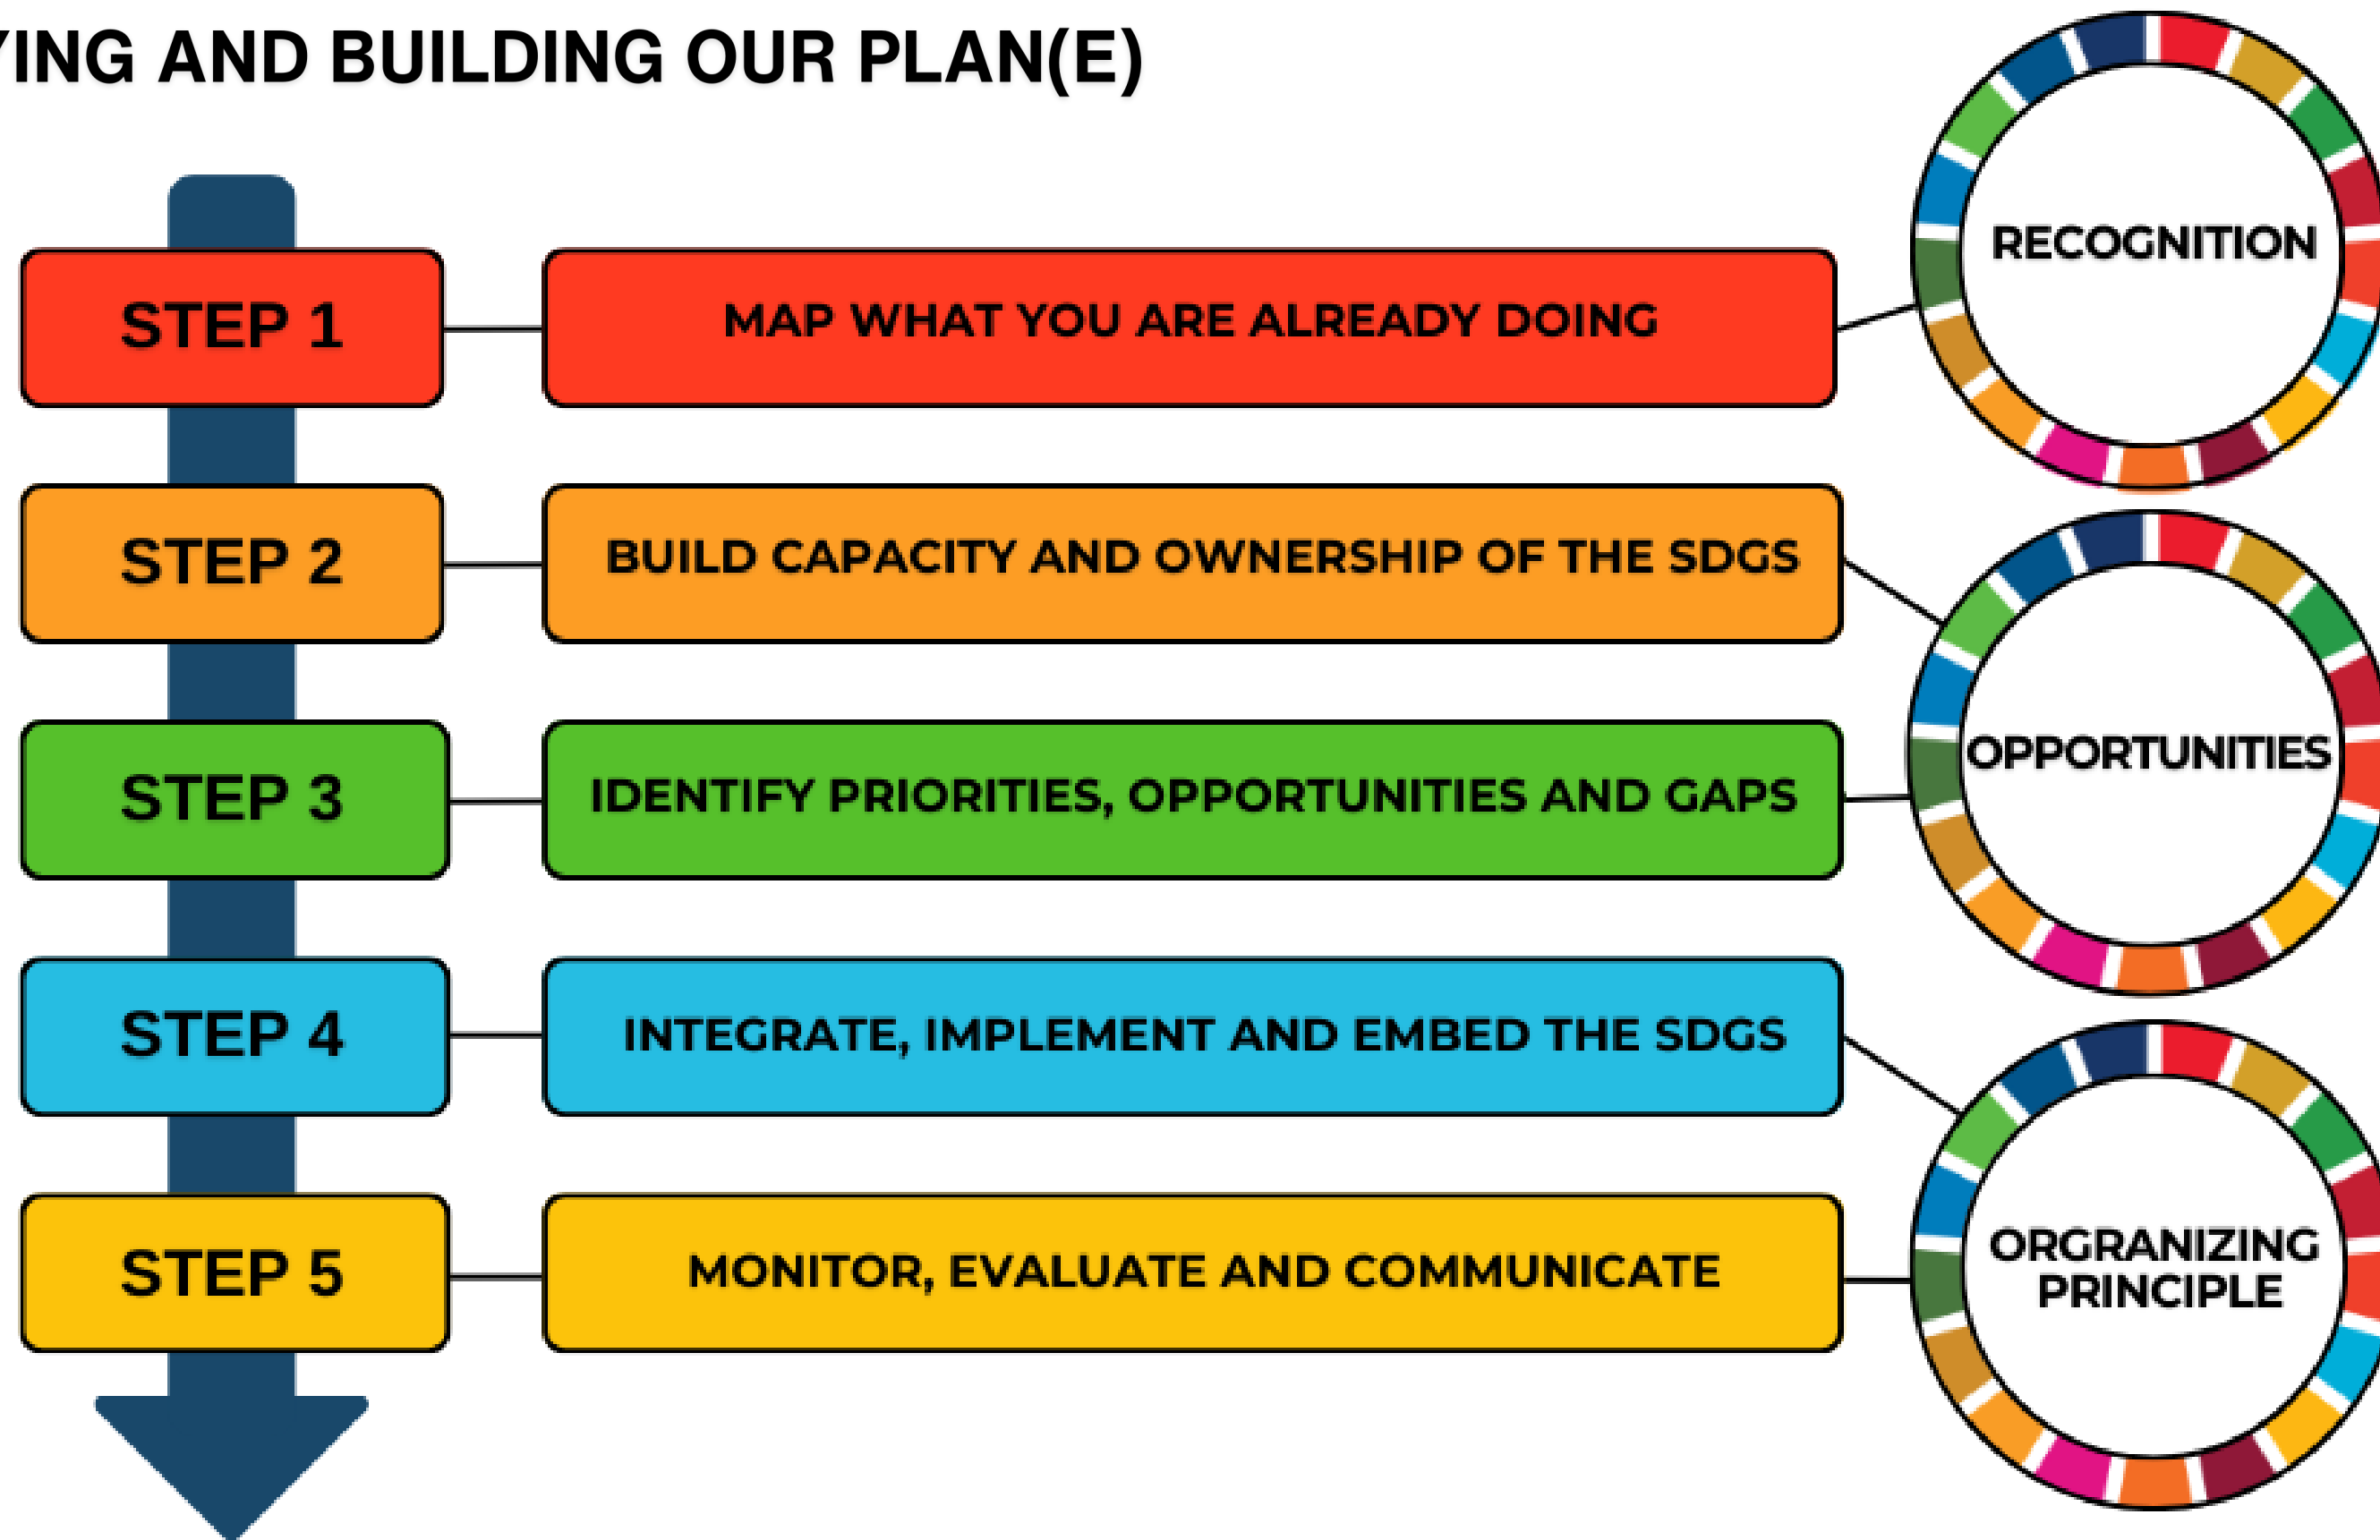 YING AND BUILDING OUR PLAN(E)
RECOGNITION
STEP 1
MAP WHAT YOU ARE ALREADY DOING
STEP 2
BUILD CAPACITY AND OWNERSHIP OF THE SDGS
OPPORTUNITIES
STEP 3
IDENTIFY PRIORITIES, OPPORTUNITIES AND GAPS
STEP 4
INTEGRATE, IMPLEMENT AND EMBED THE SDGS
STEP 5
MONITOR, EVALUATE AND COMMUNICATE
ORGRANIZING
PRINCIPLE